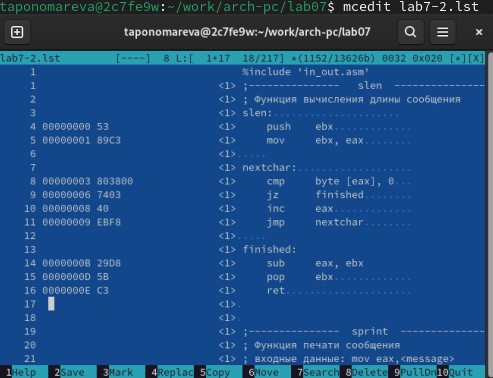 taponomareva@2c7fe9w:~/work/arch-pc/lab07$ mcedit lab7-2.lst
taponomareva@2c7fe9w:~/work/arch-pc/lab07
lab7-2.lst [----] 8 L:[ 1+17 18/217] *(1152/13626b) 0032 0x020 [*][X]
1 %include 'in_out.asm'
1 <1> ;--------------- slen ---------------
2 <1> ; Функция вычисления длины сообщения
3 <1> slen:.....................
4 00000000 53 <1> push ebx.............
5 00000001 89C3 <1> mov ebx, eax........
6 <1>.....
7 <1> nextchar:................
8 00000003 803800 <1> cmp byte [eax], 0...
9 00000006 7403 <1> jz finished........
10 00000008 40 <1> inc eax.............
11 00000009 EBF8 <1> jmp nextchar........
12 <1>.....
13 <1> finished:
14 0000000B 29D8 <1> sub eax, ebx
15 0000000D 5B <1> pop ebx.............
16 0000000E C3 <1> ret.................
17 <1>.
18 <1>.
19 <1> ;--------------- sprint ---------------
20 <1> ; Функция печати сообщения
21 <1> ; входные данные: mov eax,<message>
1Help 2Save 3Mark 4Replac 5Copy 6Move 7Search 8Delete 9PullDn 10Quit